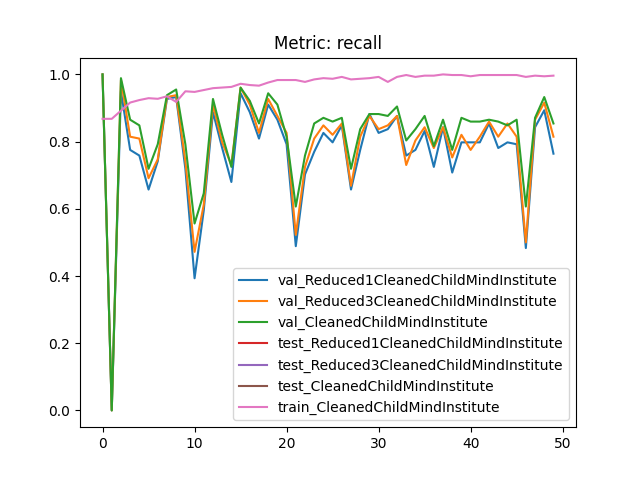 Metric: recall
1.0
0.8
0.6
0.4
0.2
0.0
val_Reduced1CleanedChildMindInstitute
val_Reduced3CleanedChildMindInstitute
val_CleanedChildMindInstitute
test_Reduced1CleanedChildMindInstitute
test_Reduced3CleanedChildMindInstitute
test_CleanedChildMindInstitute
train_CleanedChildMindInstitute
0 10 20 30 40 50